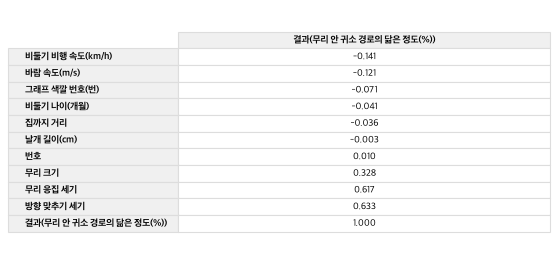 결과(무리 안 귀소 경로의 닮은 정도(%))
비둘기 비행 속도(km/h) -0.141
바람 속도(m/s) -0.121
그래프 색깔 번호(번) -0.071
비둘기 나이(개월) -0.041
집까지 거리 -0.036
날개 길이(cm) -0.003
번호 0.010
무리 크기 0.328
무리 응집 세기 0.617
방향 맞추기 세기 0.633
결과(무리 안 귀소 경로의 닮은 정도(%)) 1.000